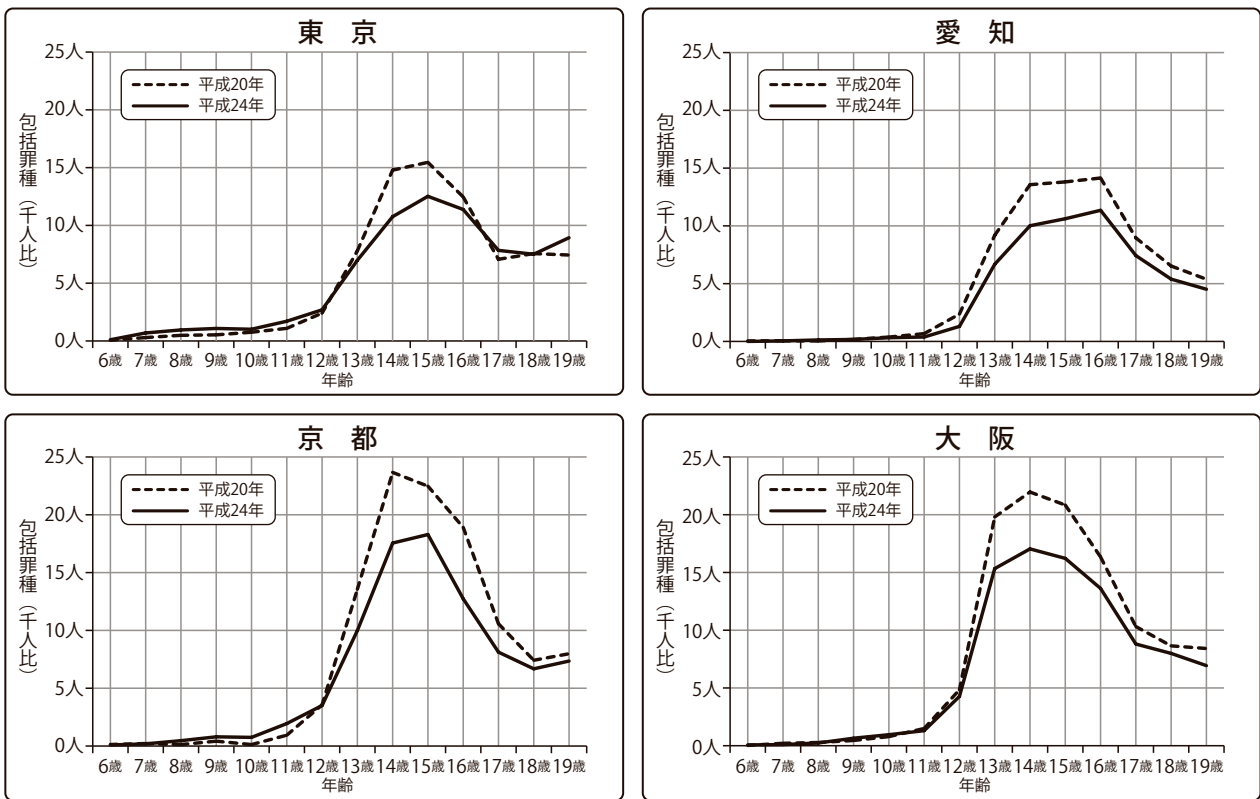 東 京
25人
20人
15人
10人
5人
0人
包括罪種（千人比）
平成20年
平成24年
6歳 7歳 8歳 9歳 10歳 11歳 12歳 13歳 14歳 15歳 16歳 17歳 18歳 19歳
年齢
愛 知
25人
20人
15人
10人
5人
0人
包括罪種（千人比）
平成20年
平成24年
6歳 7歳 8歳 9歳 10歳 11歳 12歳 13歳 14歳 15歳 16歳 17歳 18歳 19歳
年齢
京 都
25人
20人
15人
10人
5人
0人
包括罪種（千人比）
平成20年
平成24年
6歳 7歳 8歳 9歳 10歳 11歳 12歳 13歳 14歳 15歳 16歳 17歳 18歳 19歳
年齢
大 阪
25人
20人
15人
10人
5人
0人
包括罪種（千人比）
平成20年
平成24年
6歳 7歳 8歳 9歳 10歳 11歳 12歳 13歳 14歳 15歳 16歳 17歳 18歳 19歳
年齢